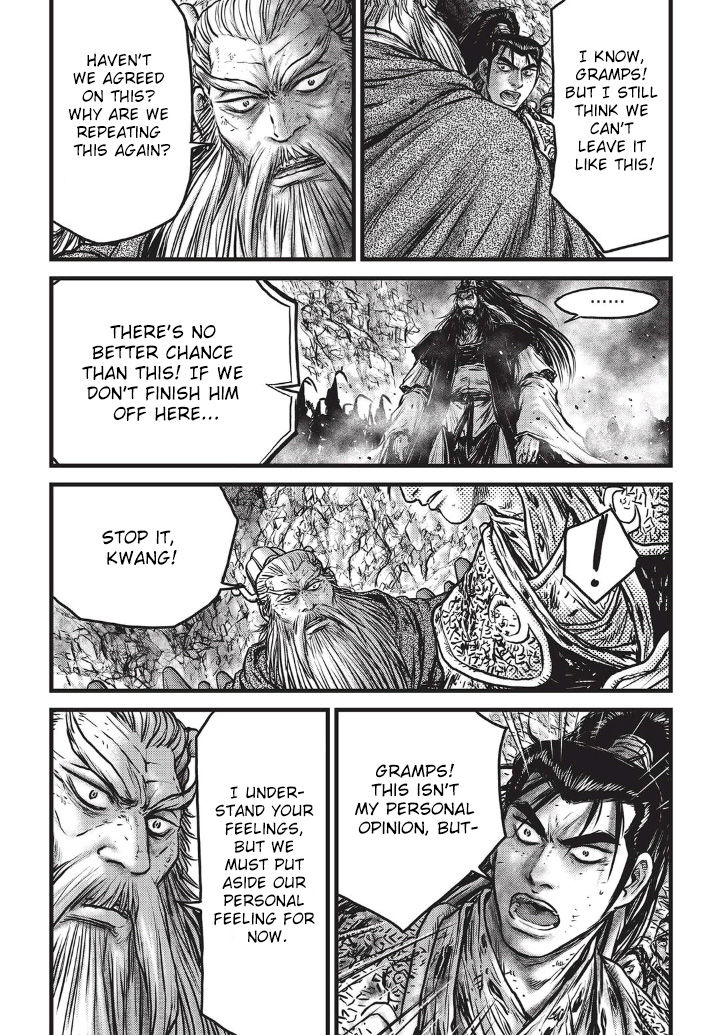 I KNOW,
GRAMPS!
BUT I STILL
THINK WE
CAN'T
LEAVE IT
LIKE THIS!
HAVEN'T
WE AGREED
ON THIS?
WHY ARE WE
REPEATING
THIS AGAIN?
......
THERE'S NO
BETTER CHANCE
THAN THIS! IF WE
DON'T FINISH HIM
OFF HERE...
!
STOP IT,
KWANG!
GRAMPS!
THIS ISN'T
MY PERSONAL
OPINION, BUT-
I UNDER-
STAND YOUR
FEELINGS,
BUT WE
MUST PUT
ASIDE OUR
PERSONAL
FEELING FOR
NOW.